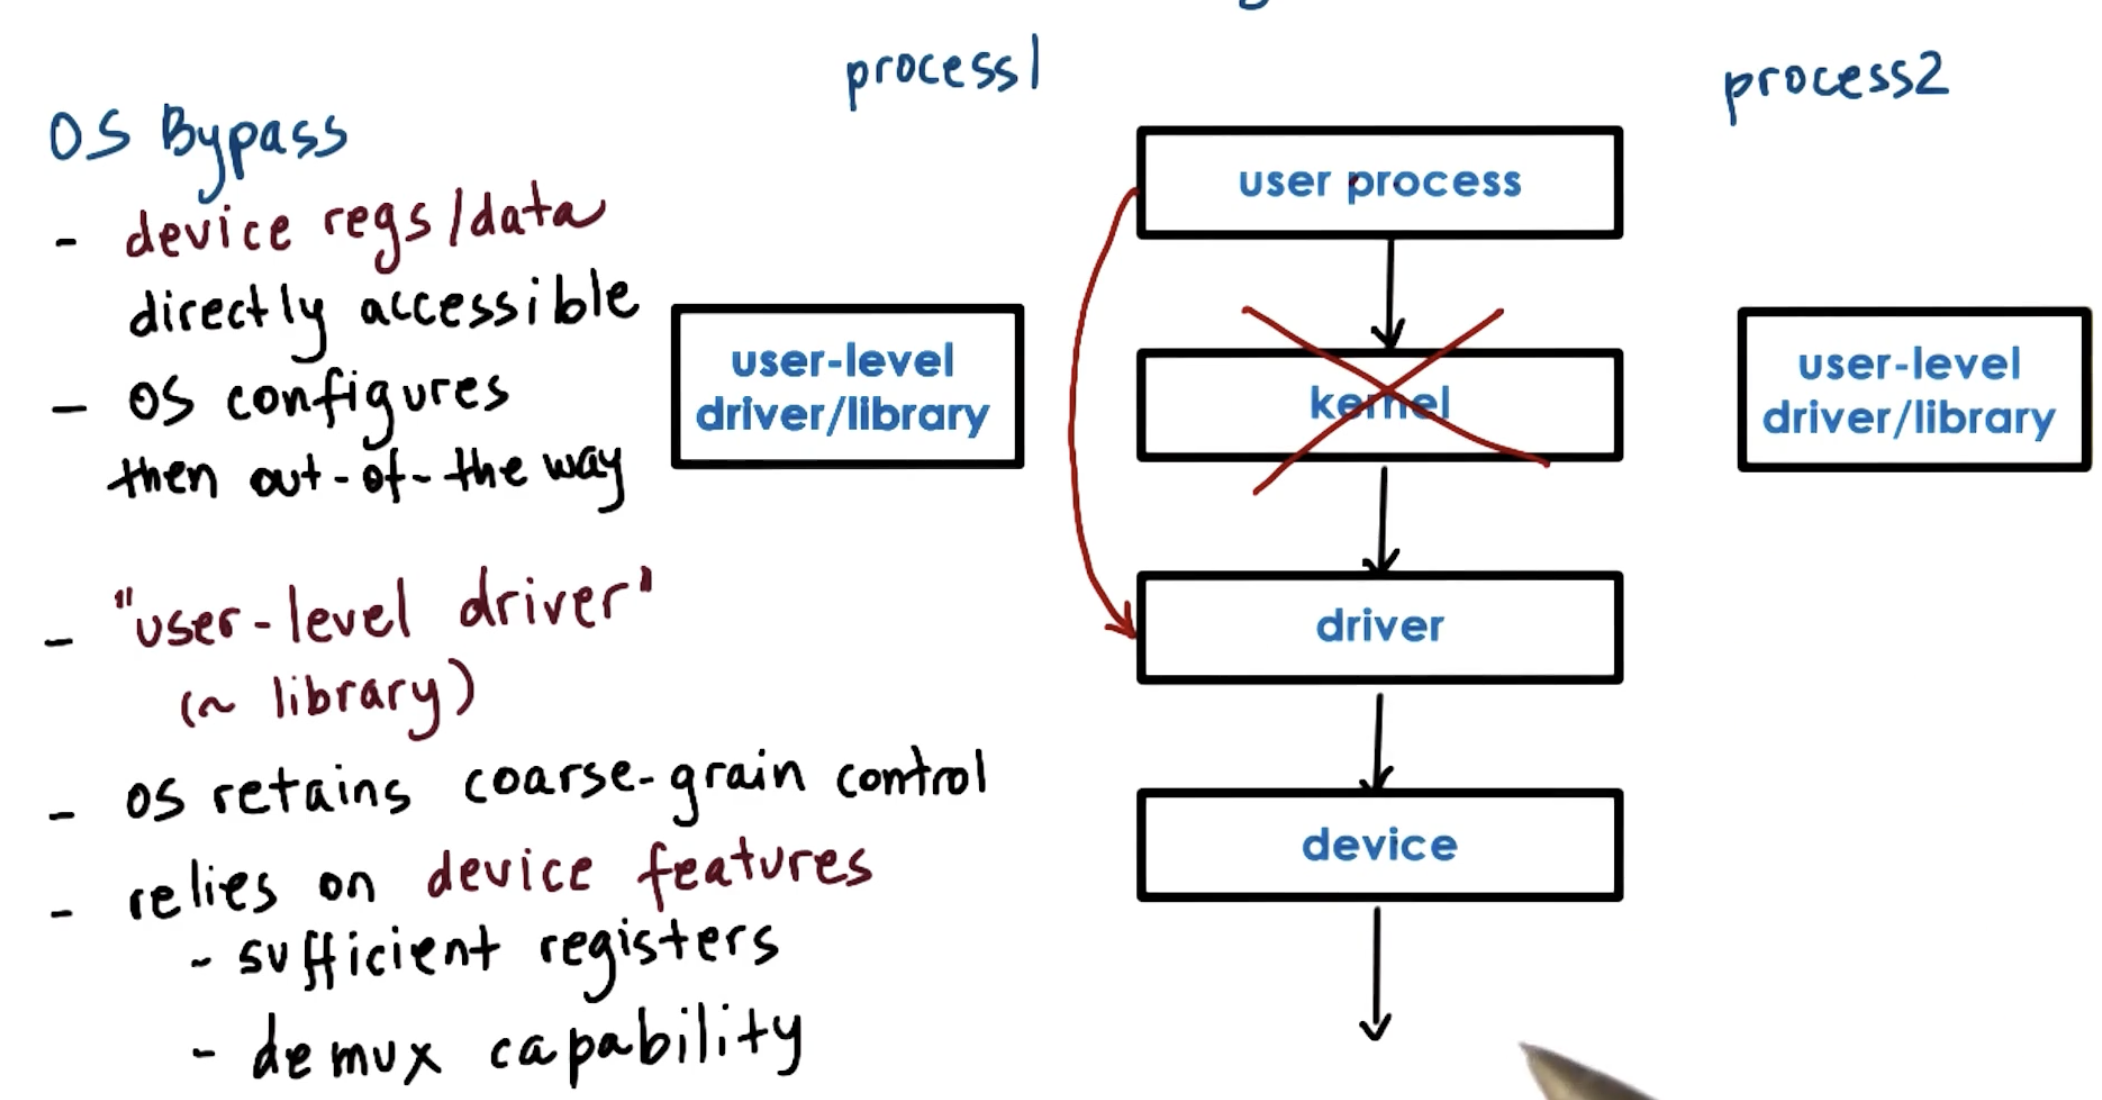 process1
process2
OS Bypass
- device regs/data
directly accessible
- OS configures
then out-of-the way
- "user-level driver"
(~ library)
- OS retains coarse-grain control
- relies on device features
- sufficient registers
- demux capability
user process
user-level
driver/library
kernel
user-level
driver/library
driver
device